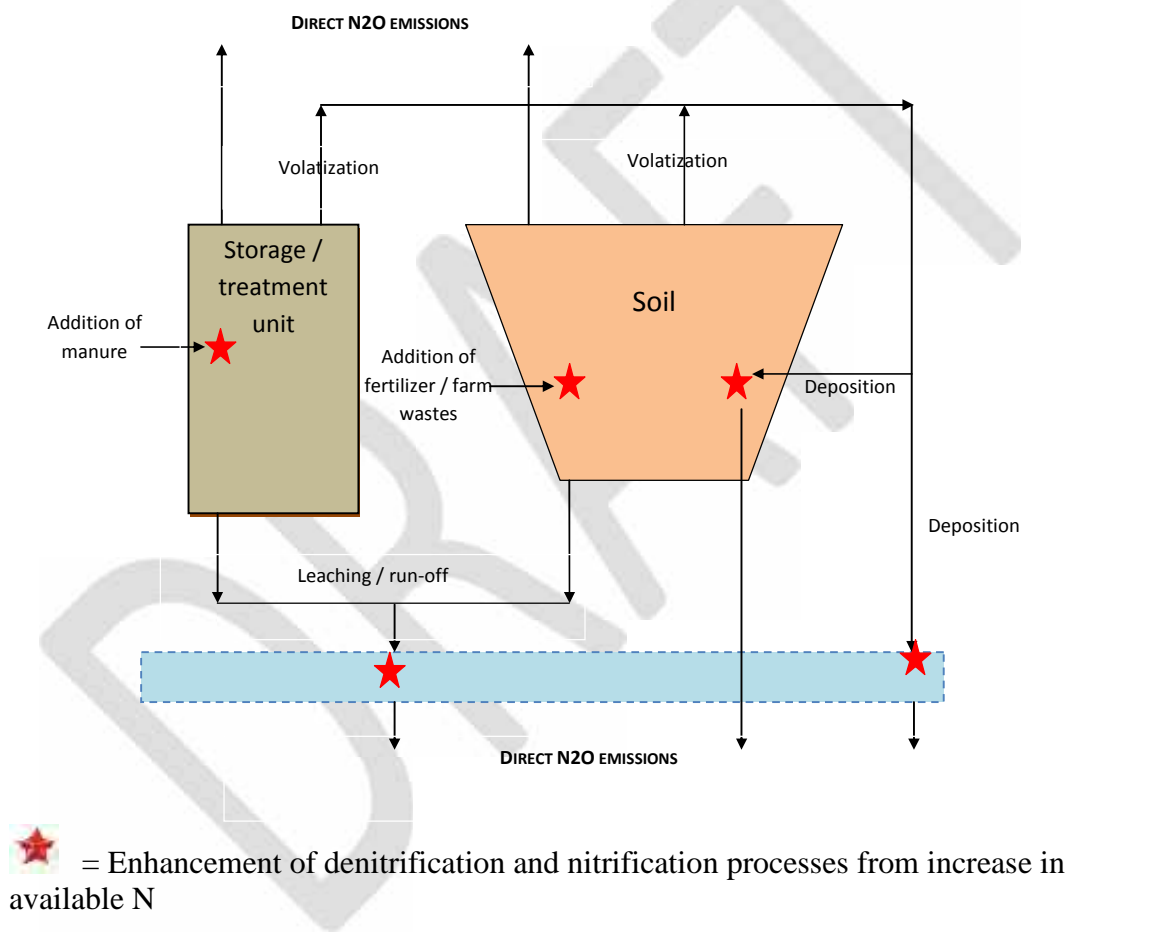 DIRECT N2O EMISSIONS
Volatization
Volatization
Storage /
treatment
unit
Soil
Addition of
manure
Addition of
fertilizer / farm
wastes
Deposition
Deposition
Leaching / run-off
DIRECT N2O EMISSIONS
= Enhancement of denitrification and nitrification processes from increase in
available N
DRAFT